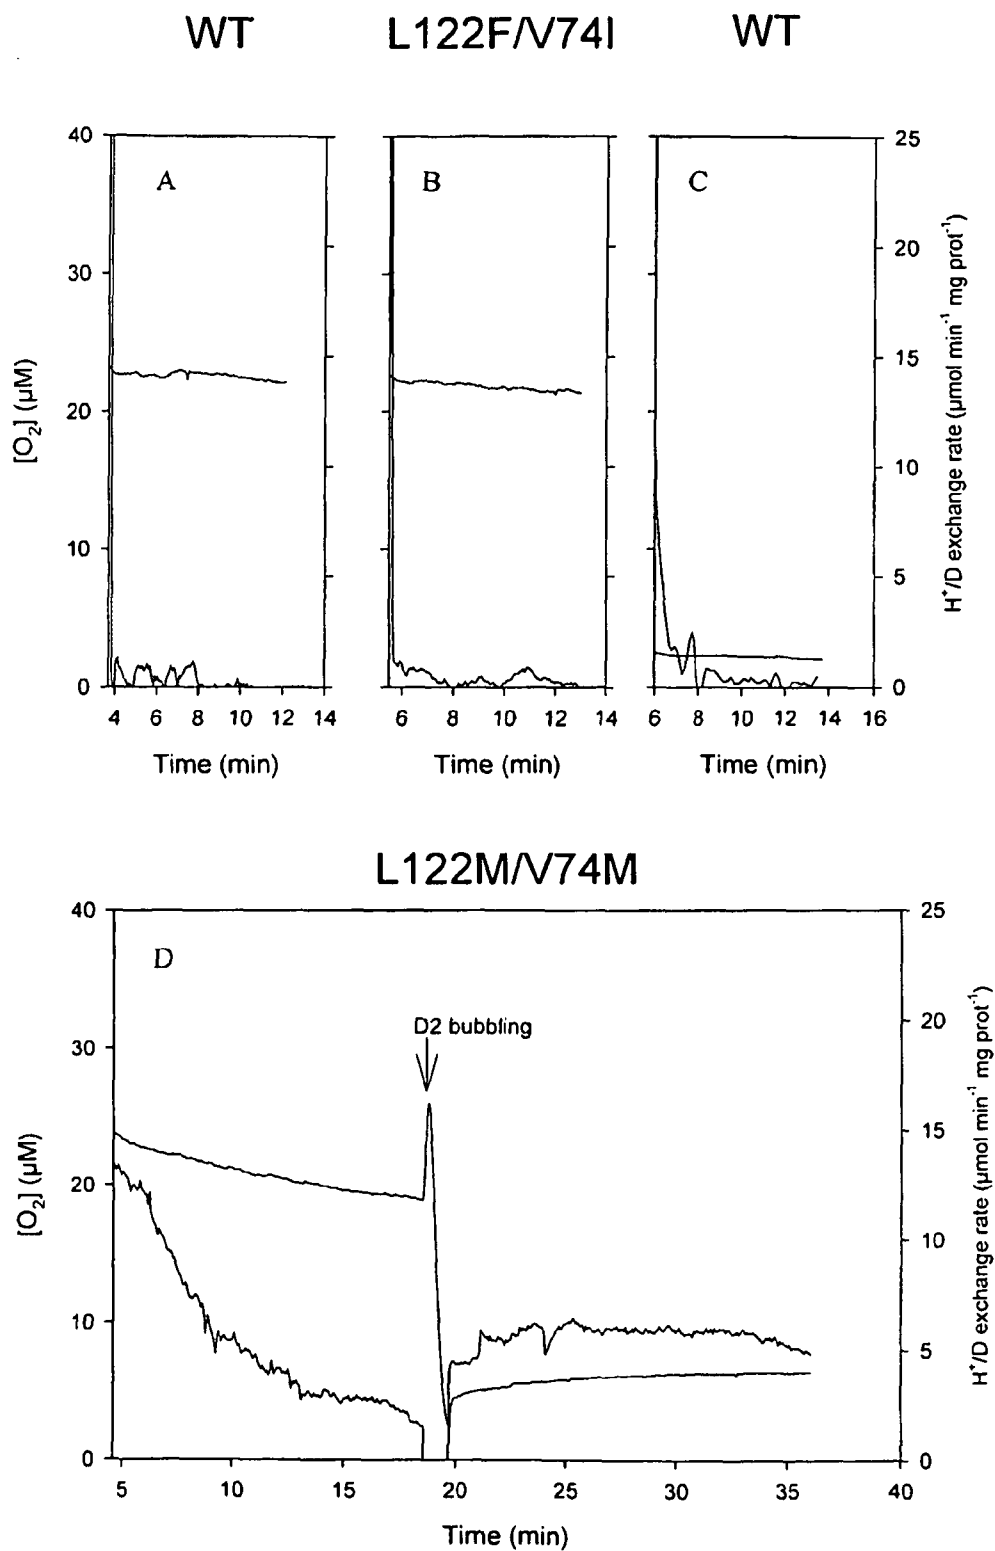 WT L122F/V74I WT
40 25
A B C
30 20
15
20
10
10
5
0 0
[O₂] (µM)
H⁺/D exchange rate (µmol min⁻¹ mg prot⁻¹)
4 6 8 10 12 14 6 8 10 12 14 6 8 10 12 14 16
Time (min) Time (min) Time (min)
L122M/V74M
40 25
D
D2 bubbling
30 20
15
20
10
10
5
0 0
[O₂] (µM)
H⁺/D exchange rate (µmol min⁻¹ mg prot⁻¹)
5 10 15 20 25 30 35 40
Time (min)